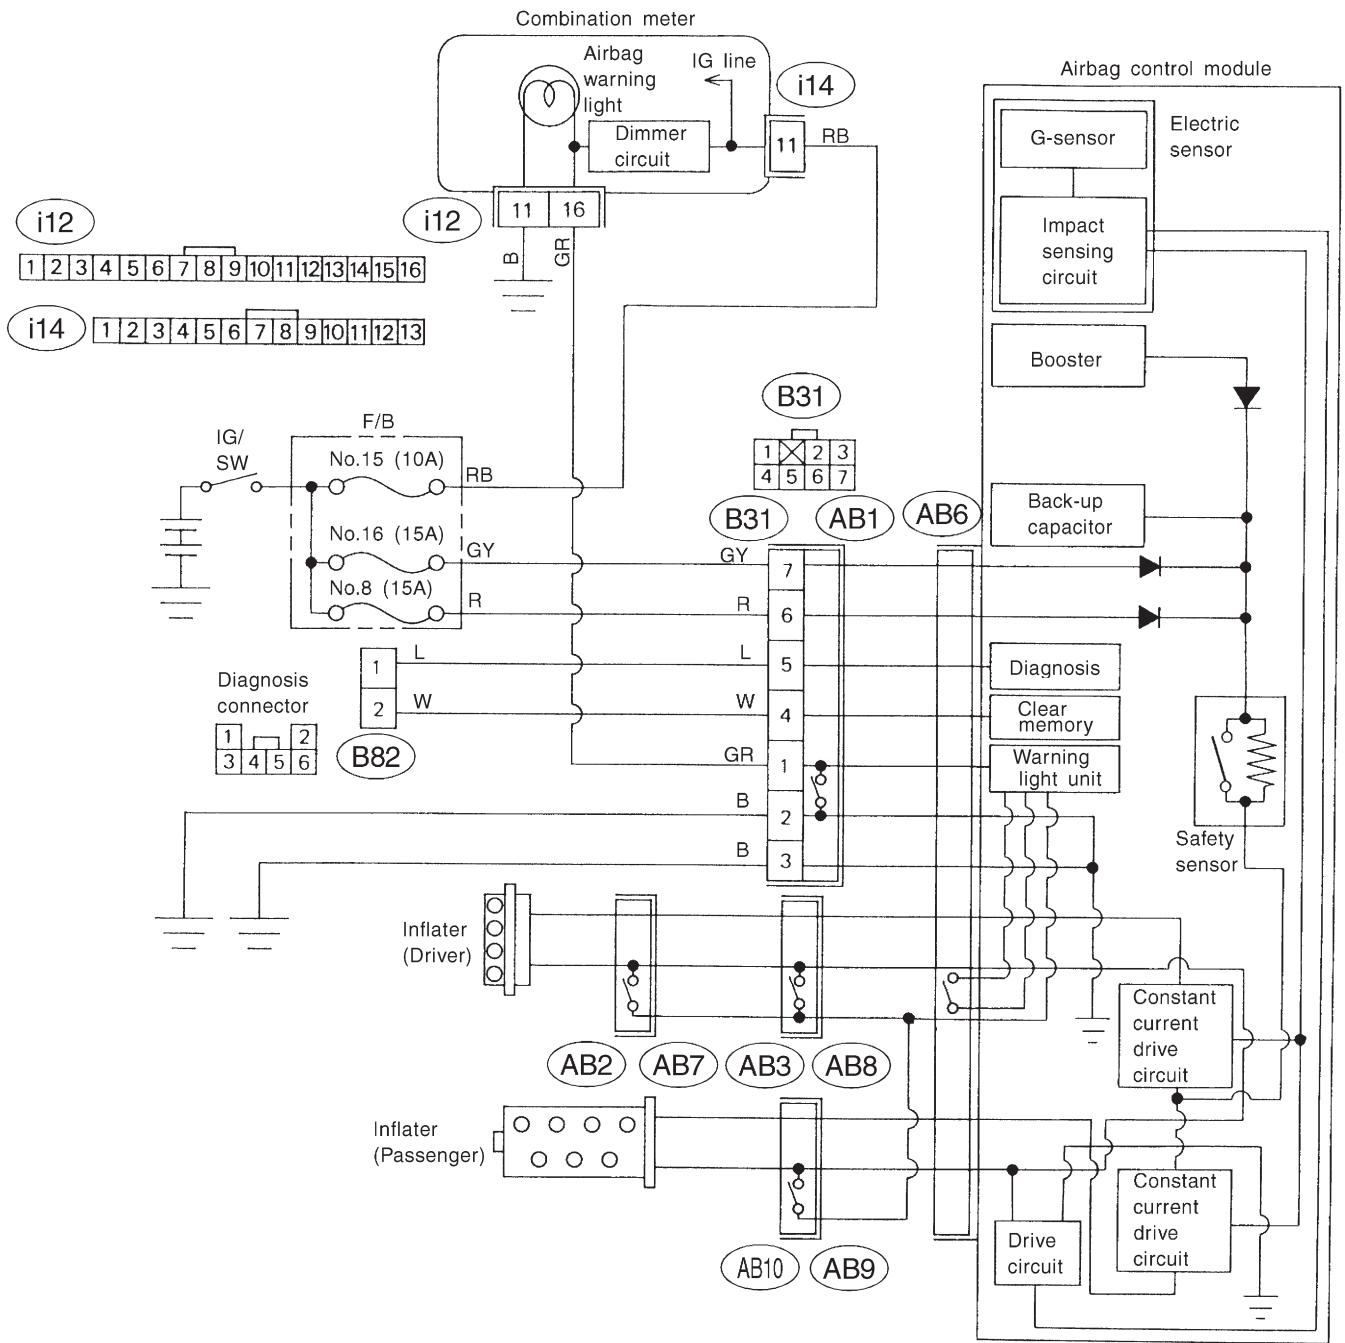 Combination meter
Airbag
warning
light
IG line
i14
Airbag control module
Dimmer
circuit
11
RB
G-sensor
Electric
sensor
i12
i12
11 16
Impact
sensing
circuit
B
GR
1 2 3 4 5 6 7 8 9 10 11 12 13 14 15 16
i14
1 2 3 4 5 6 7 8 9 10 11 12 13
Booster
B31
1 2 3
4 5 6 7
F/B
IG/
SW
No.15 (10A)
RB
No.16 (15A)
GY
No.8 (15A)
R
B31
AB1
AB6
Back-up
capacitor
GY
7
R
6
1
L
L
5
Diagnosis
2
W
W
4
Clear
memory
Diagnosis
connector
1 2
3 4 5 6
B82
GR
1
Warning
light unit
B
2
B
3
Safety
sensor
Inflater
(Driver)
Constant
current
drive
circuit
AB2
AB7
AB3
AB8
Inflater
(Passenger)
Constant
current
drive
circuit
Drive
circuit
AB10
AB9